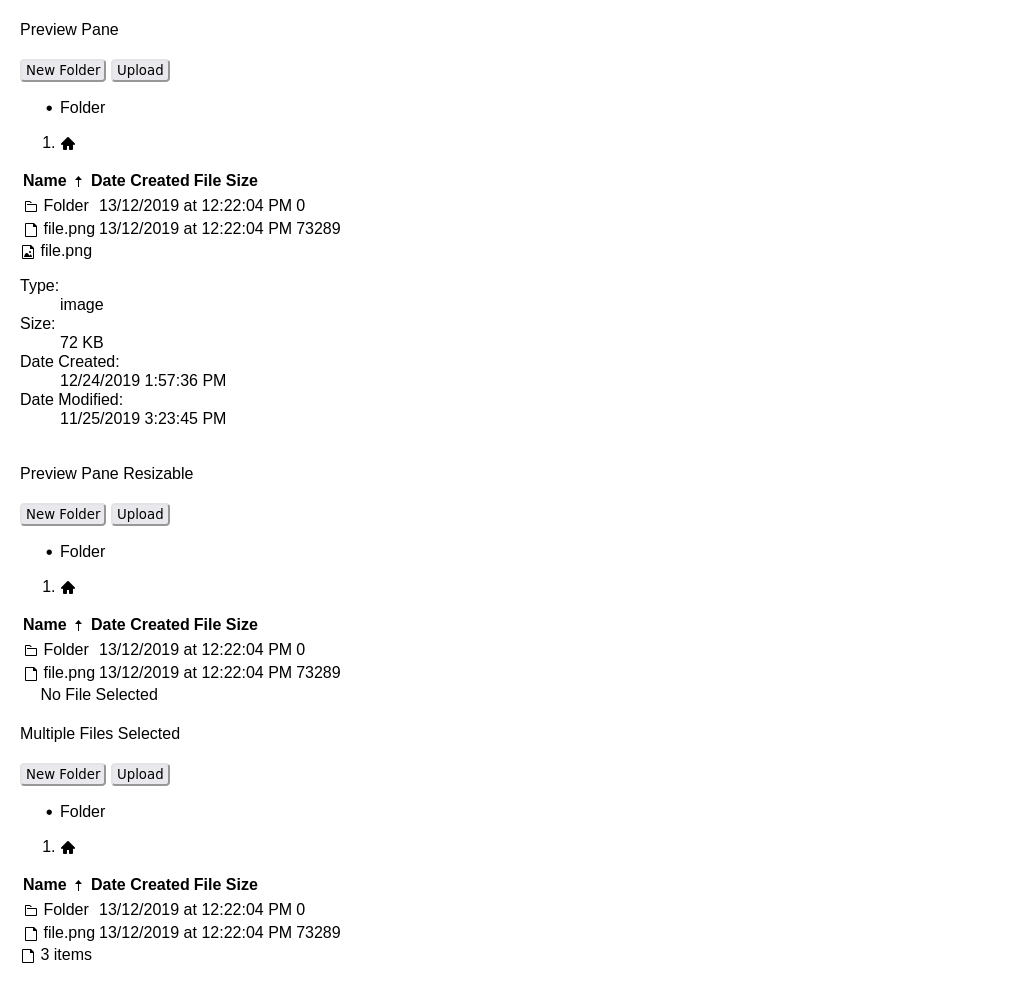 Preview Pane
New Folder Upload
• Folder
1.
Name Date Created File Size
Folder 13/12/2019 at 12:22:04 PM 0
file.png 13/12/2019 at 12:22:04 PM 73289
file.png
Type:
image
Size:
72 KB
Date Created:
12/24/2019 1:57:36 PM
Date Modified:
11/25/2019 3:23:45 PM
Preview Pane Resizable
New Folder Upload
• Folder
1.
Name Date Created File Size
Folder 13/12/2019 at 12:22:04 PM 0
file.png 13/12/2019 at 12:22:04 PM 73289
No File Selected
Multiple Files Selected
New Folder Upload
• Folder
1.
Name Date Created File Size
Folder 13/12/2019 at 12:22:04 PM 0
file.png 13/12/2019 at 12:22:04 PM 73289
3 items